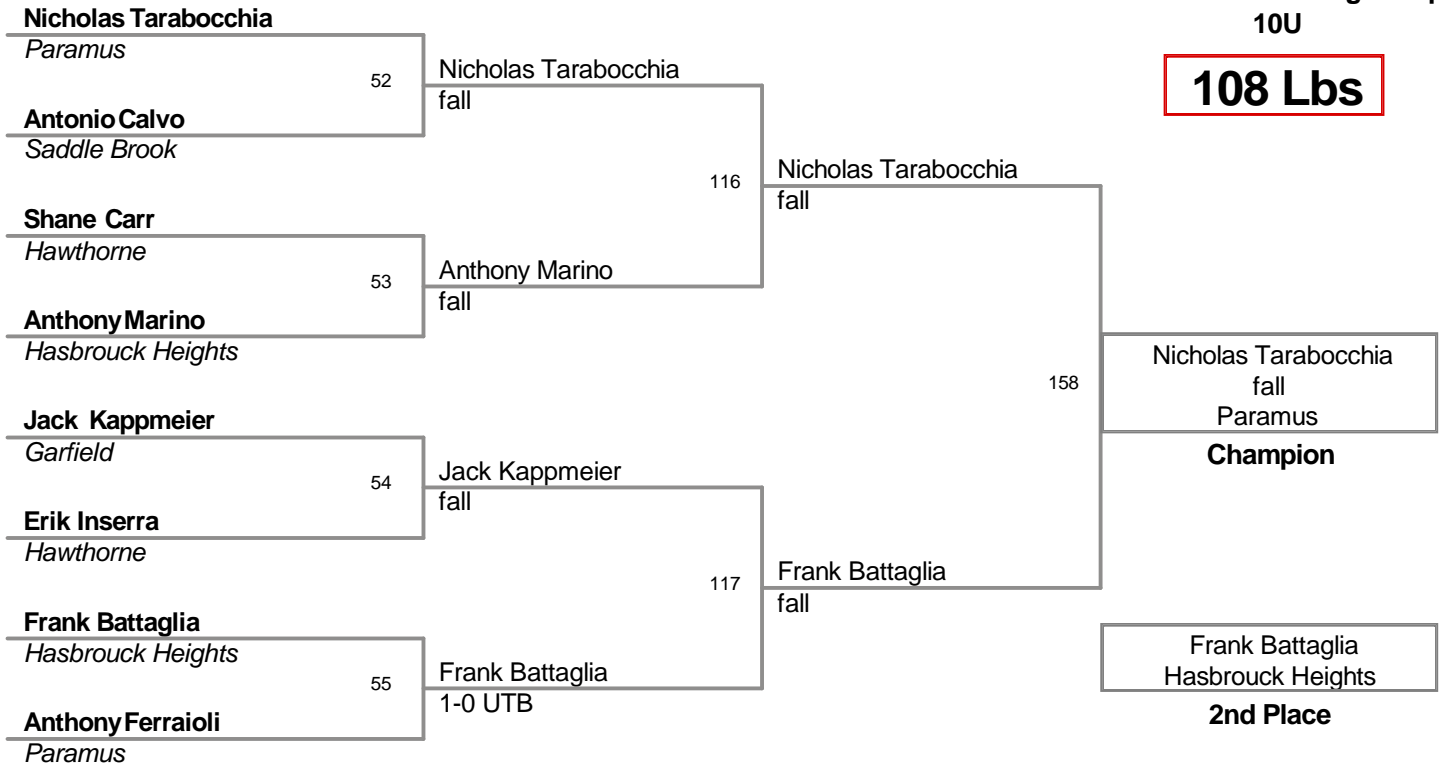 10U
108 Lbs
Nicholas Tarabocchia
Paramus
52
Antonio Calvo
Saddle Brook
Shane Carr
Hawthorne
53
Anthony Marino
Hasbrouck Heights
Jack Kappmeier
Garfield
54
Erik Inserra
Hawthorne
Frank Battaglia
Hasbrouck Heights
55
Anthony Ferraioli
Paramus
Nicholas Tarabocchia
fall
116
Anthony Marino
fall
Jack Kappmeier
fall
117
Frank Battaglia
1-0 UTB
Nicholas Tarabocchia
fall
158
Frank Battaglia
fall
Nicholas Tarabocchia
fall
Paramus
Champion
Frank Battaglia
Hasbrouck Heights
2nd Place